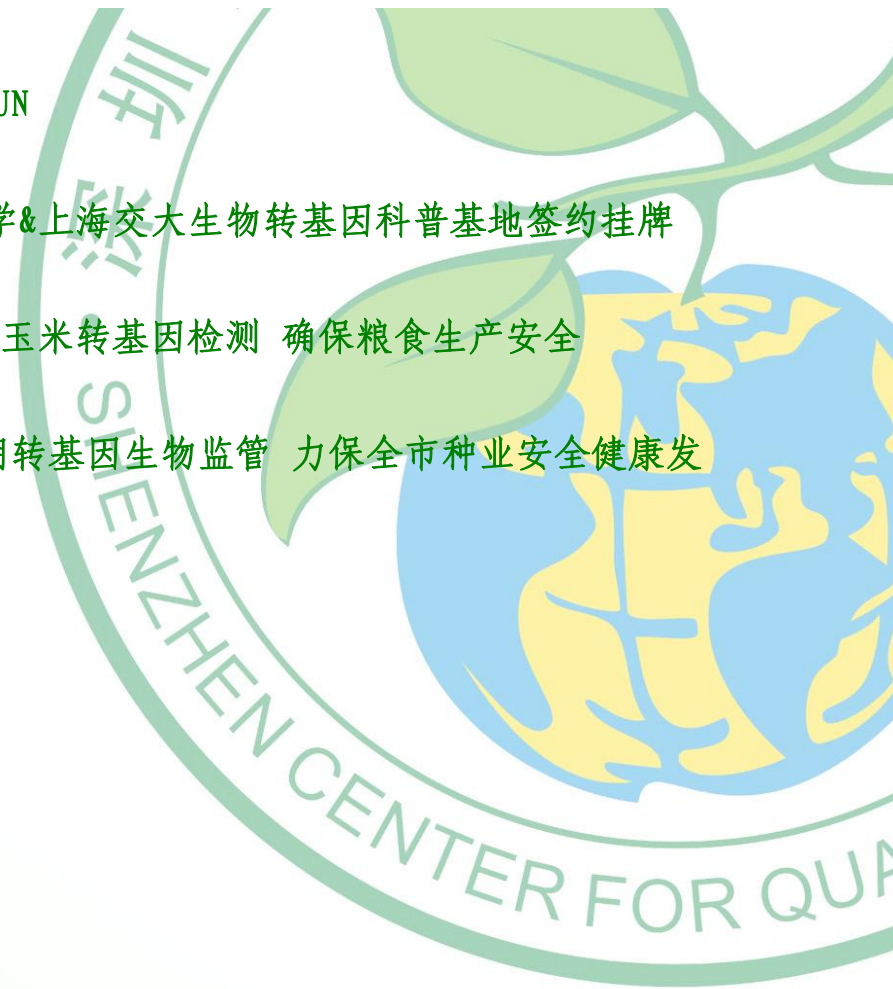 UN
学&上海交大生物转基因科普基地签约挂牌
玉米转基因检测 确保粮食生产安全
转基因生物监管 力保全市种业安全健康发
深圳
SHENZHEN CENTER FOR QUA